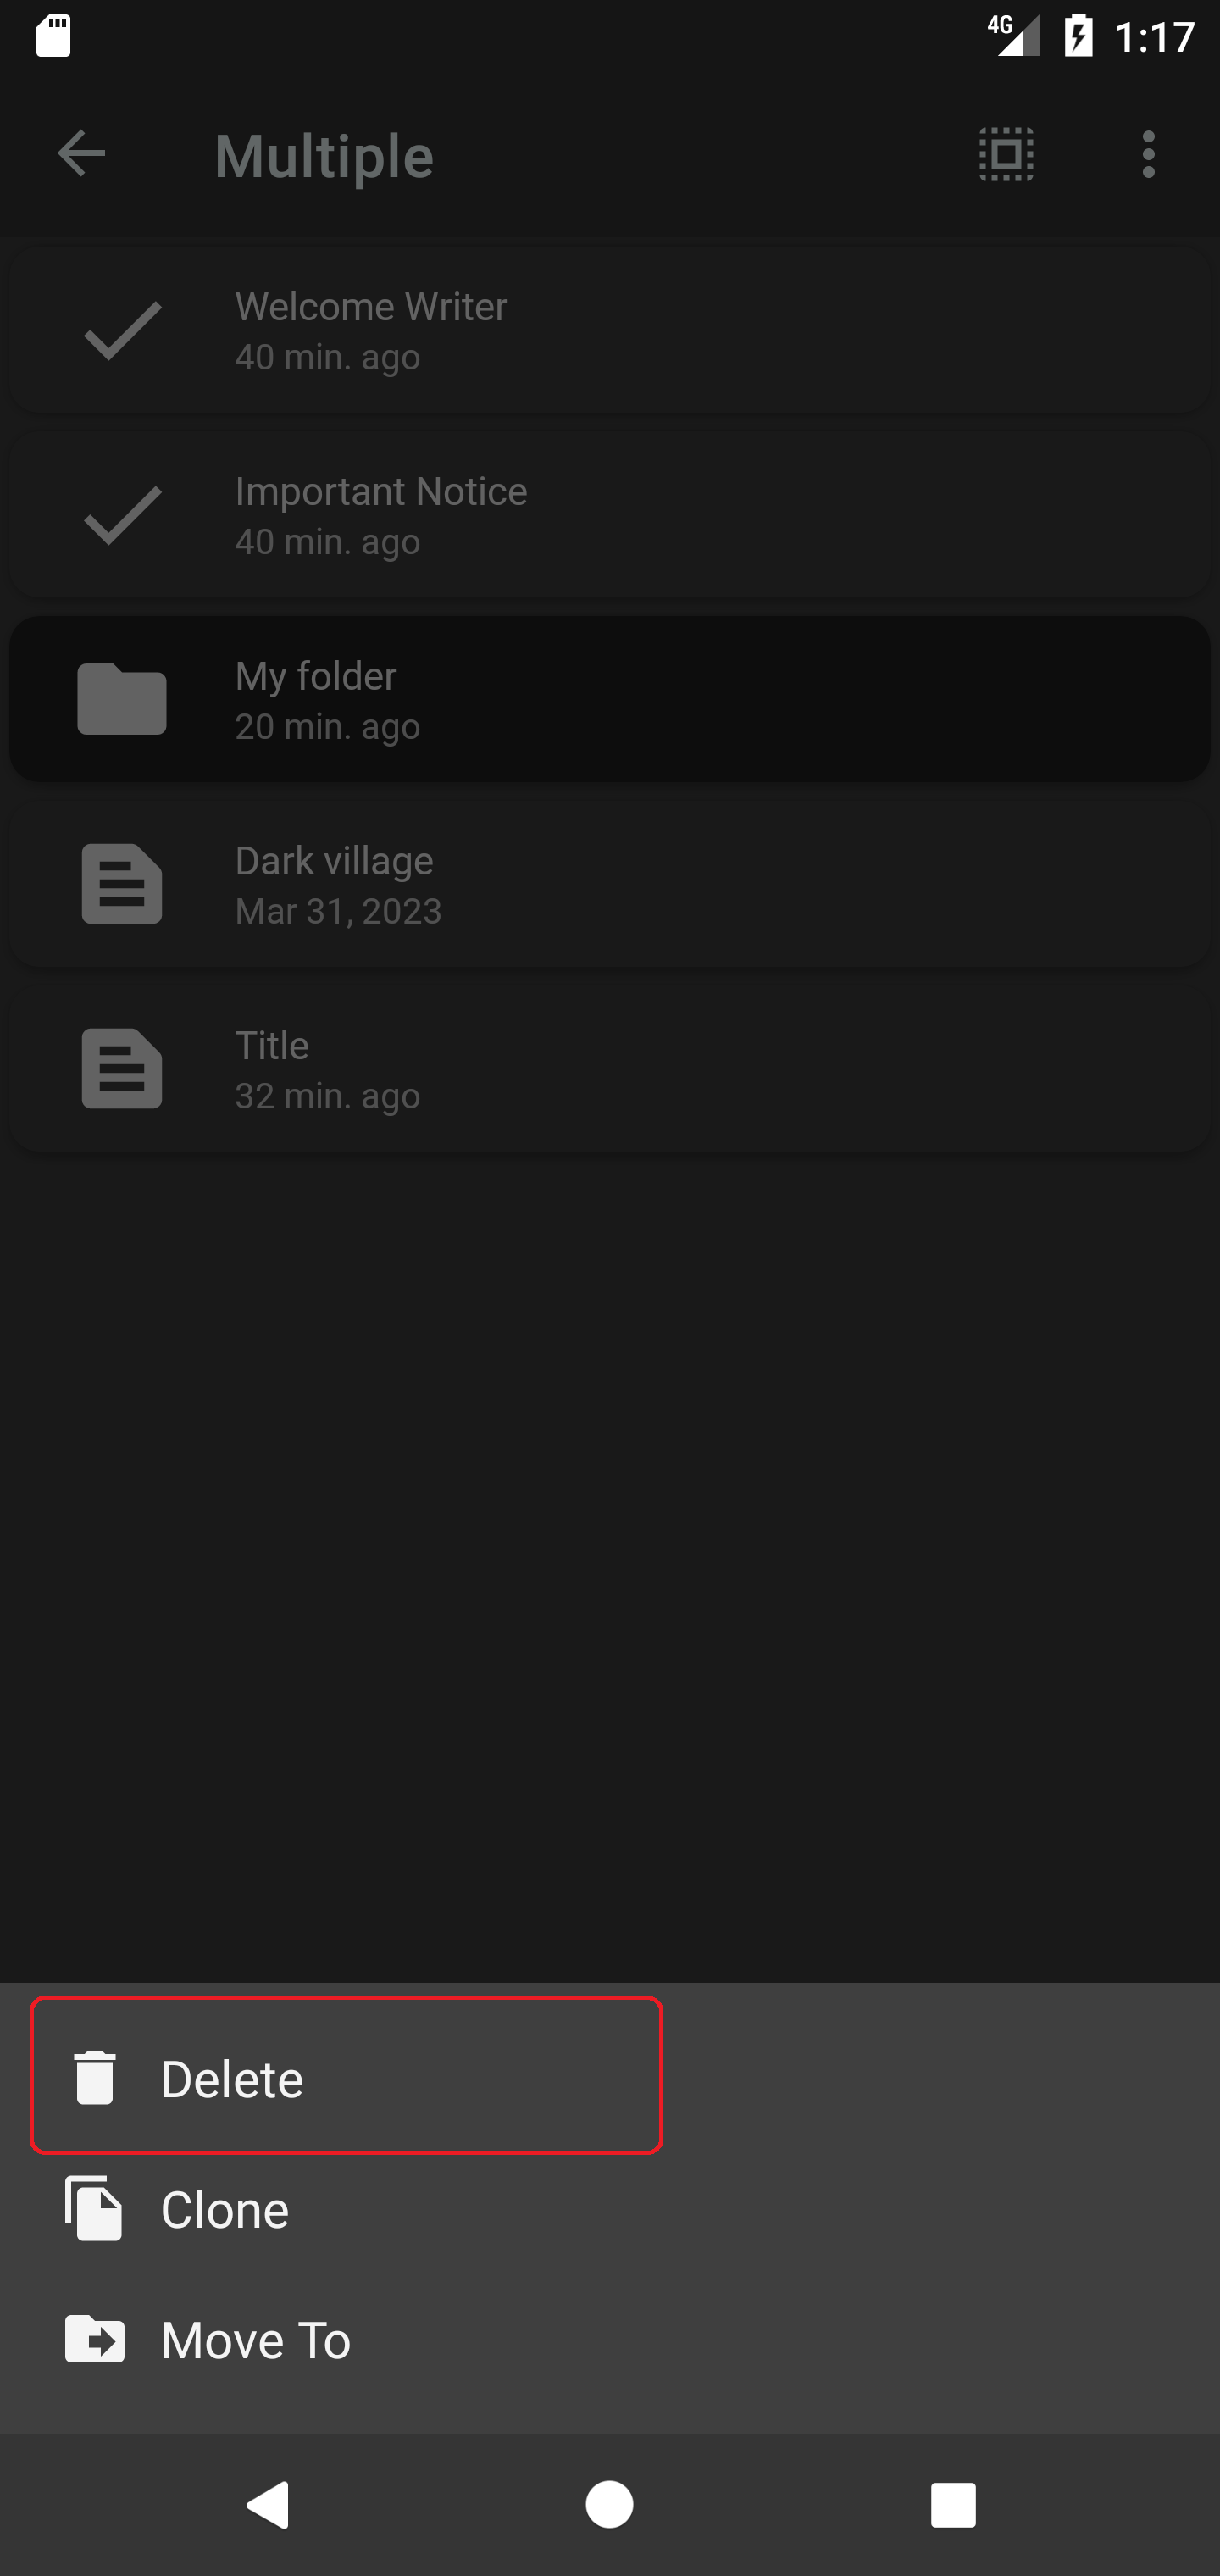 4G 1:17
Multiple
Welcome Writer
40 min. ago
Important Notice
40 min. ago
My folder
20 min. ago
Dark village
Mar 31, 2023
Title
32 min. ago
Delete
Clone
Move To